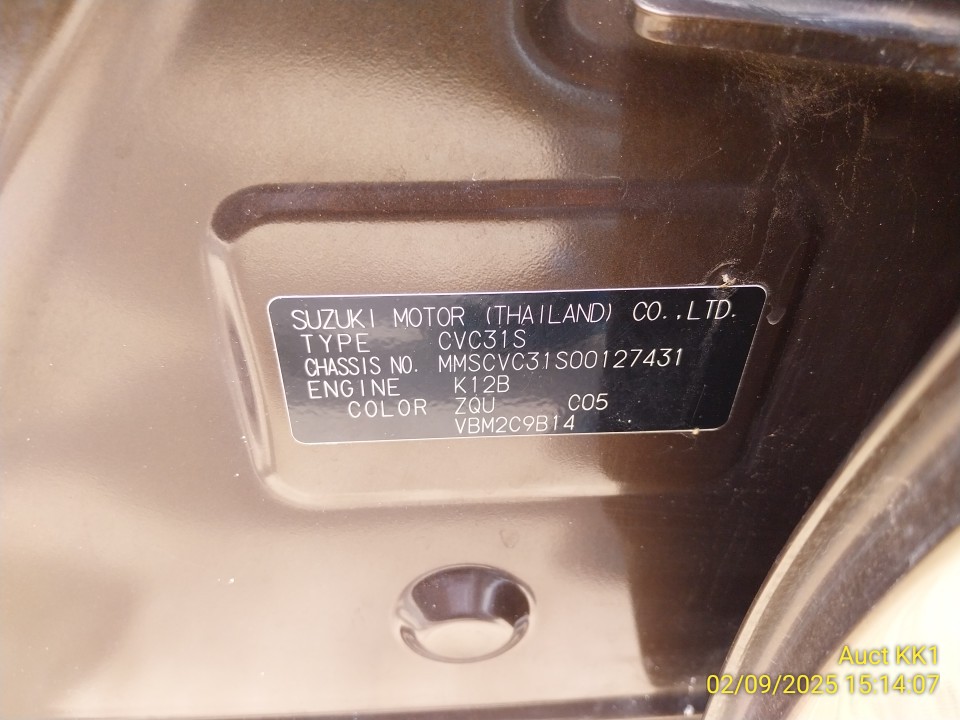 SUZUKI MOTOR (THAILAND) CO.,LTD.
TYPE CVC31S
CHASSIS NO. MMSCVC31S00127431
ENGINE K12B
COLOR ZQU C05
VBM2C9B14
Auct KK1
02/09/2025 15:14:07